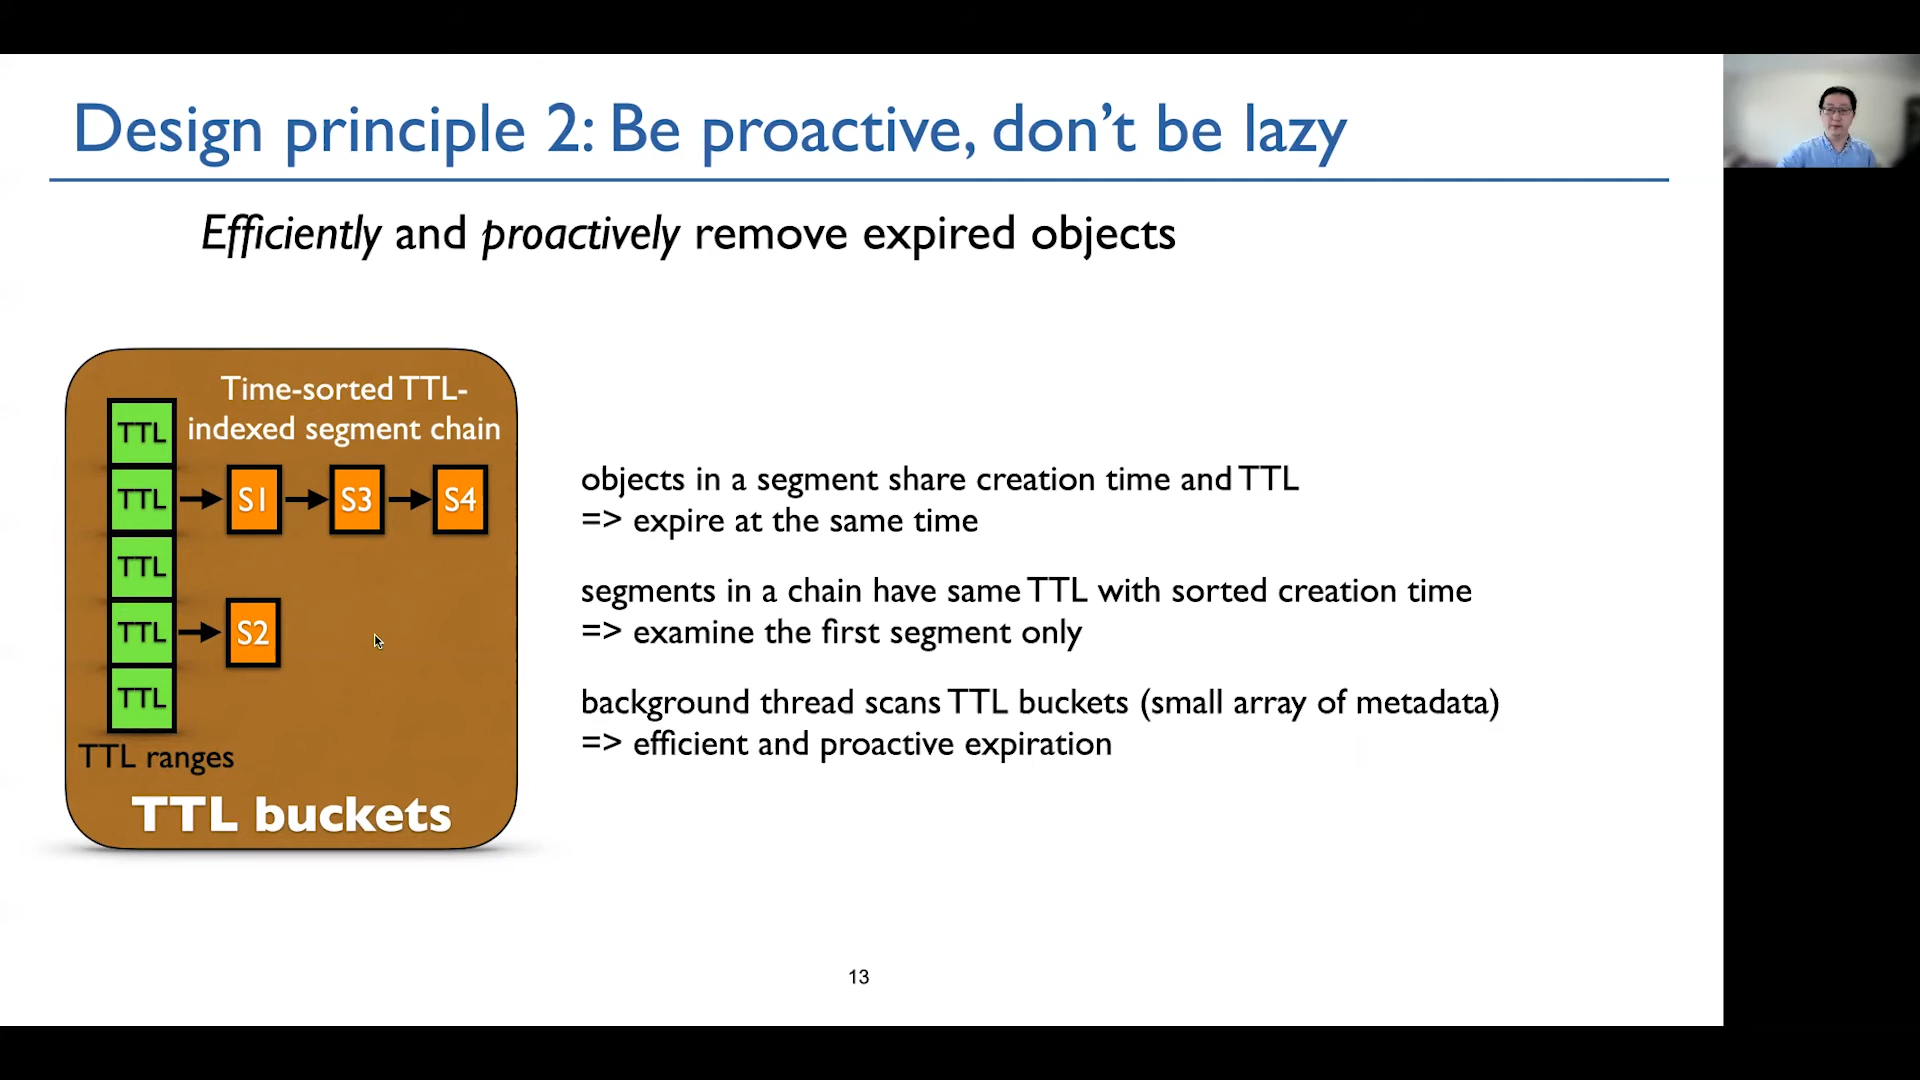 Design principle 2: Be proactive, don't be lazy
Efficiently and proactively remove expired objects
Time-sorted TTL-
indexed segment chain
TTL
TTL
S1
S3
S4
TTL
TTL
S2
TTL
TTL ranges
TTL buckets
objects in a segment share creation time and TTL
=> expire at the same time
segments in a chain have same TTL with sorted creation time
=> examine the first segment only
background thread scans TTL buckets (small array of metadata)
=> efficient and proactive expiration
13